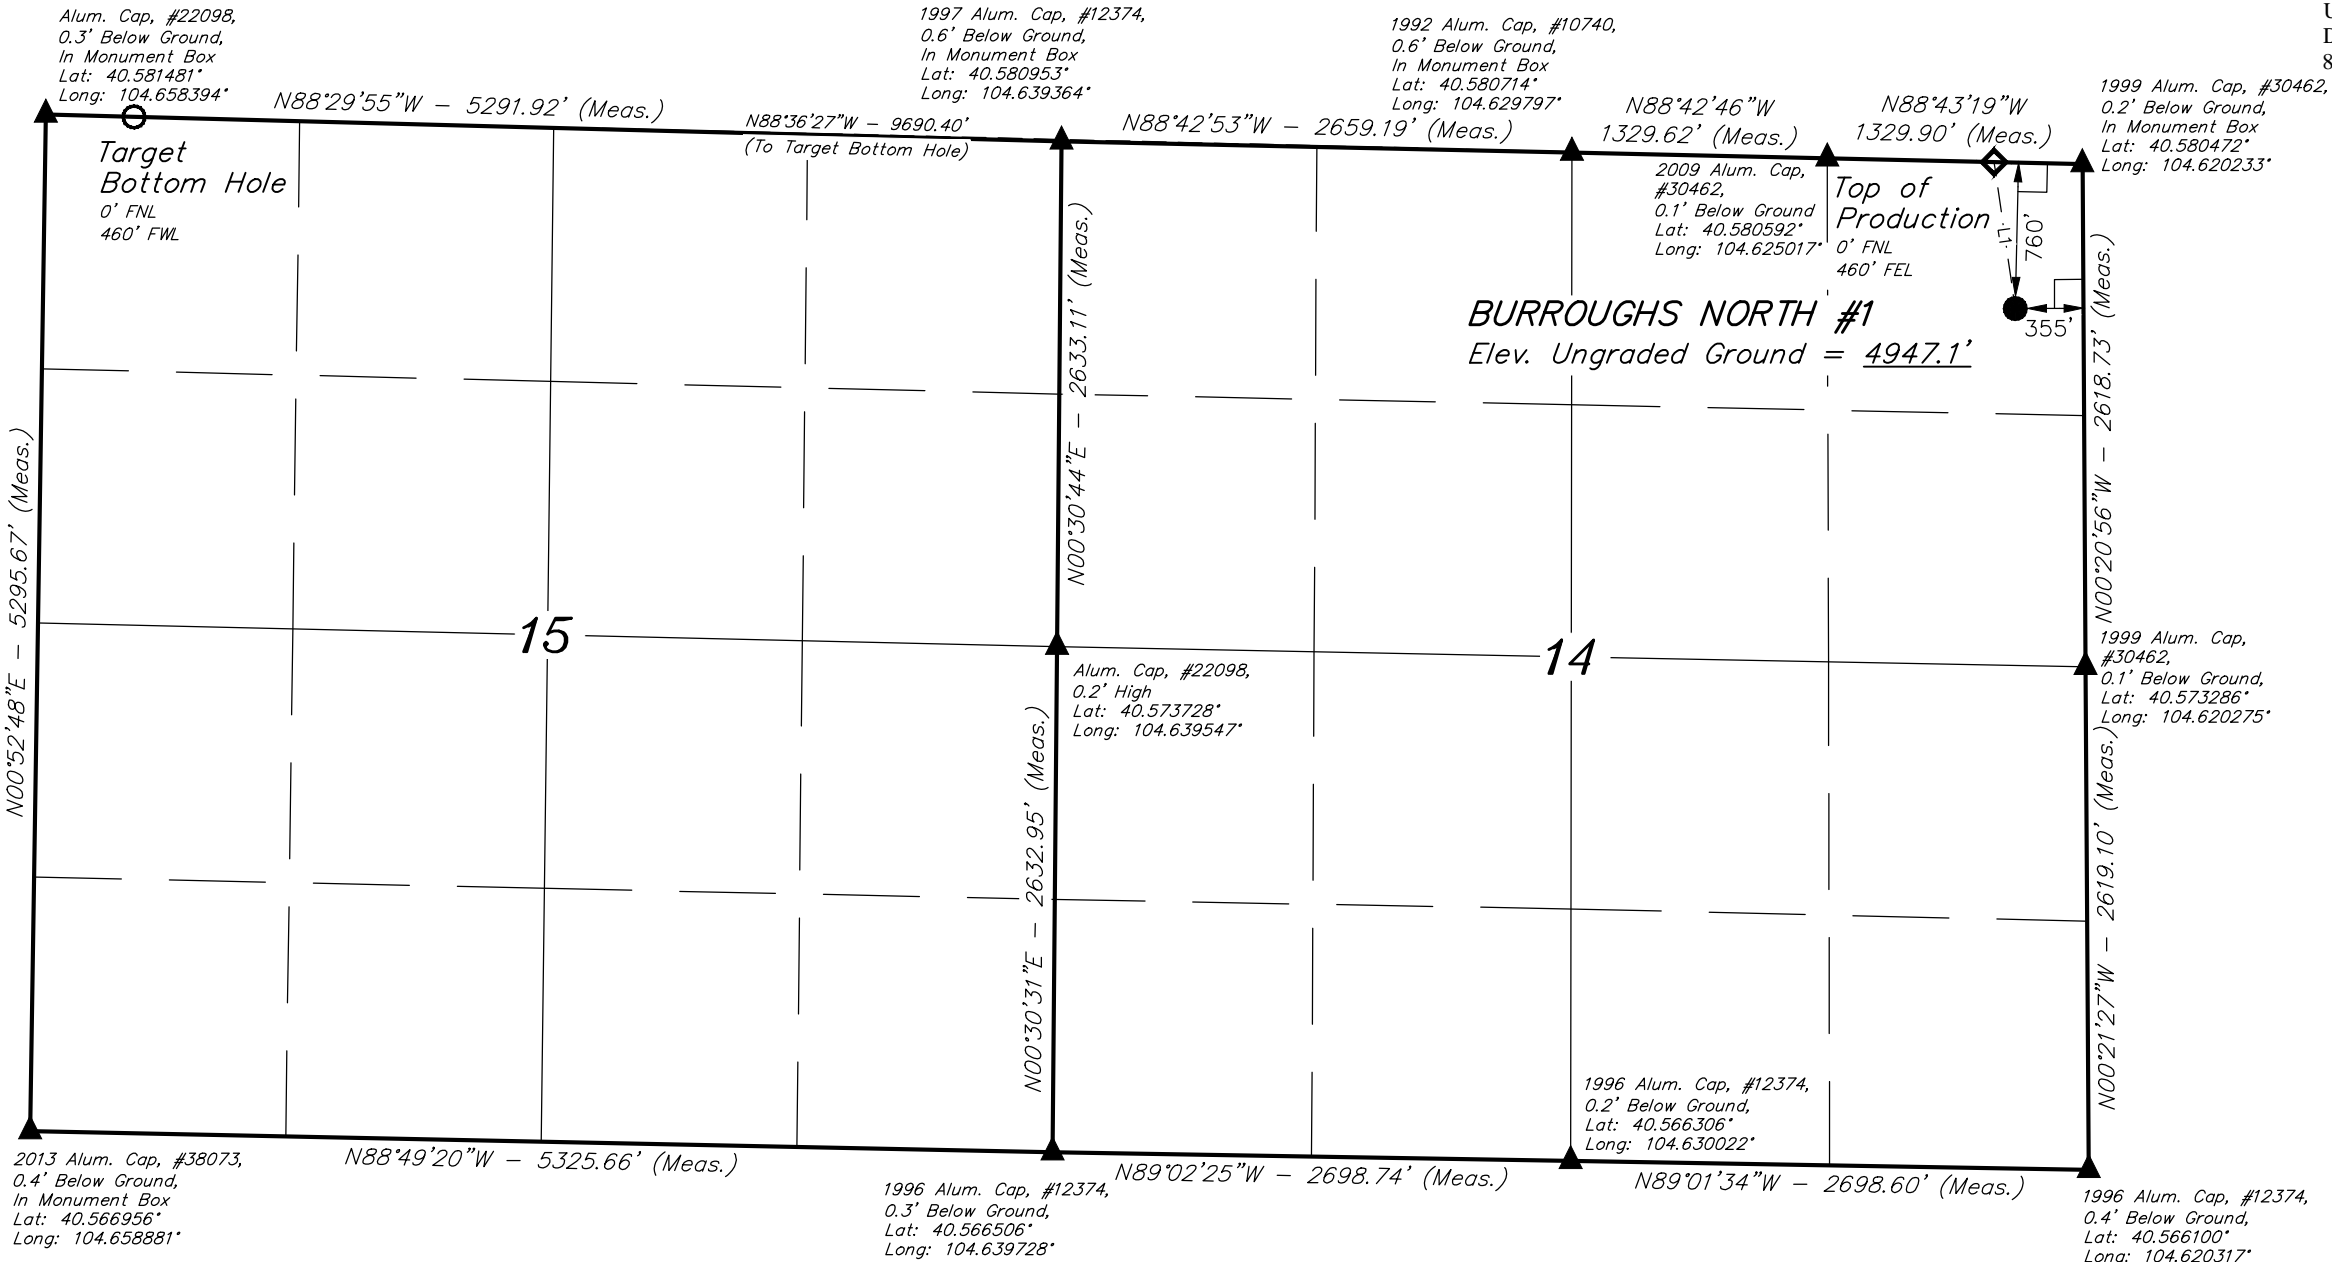 Alum. Cap, #22098,
0.3' Below Ground,
In Monument Box
Lat: 40.581481°
Long: 104.658394°
N88°29'55"W - 5291.92' (Meas.)
1997 Alum. Cap, #12374,
0.6' Below Ground,
In Monument Box
Lat: 40.580953°
Long: 104.639364°
N88°36'27"W - 9690.40'
(To Target Bottom Hole)
1992 Alum. Cap, #10740,
0.6' Below Ground,
In Monument Box
Lat: 40.580714°
Long: 104.629797°
N88°42'53"W - 2659.19' (Meas.)
N88°42'46"W
1329.62' (Meas.)
N88°43'19"W
1329.90' (Meas.)
1999 Alum. Cap, #30462,
0.2' Below Ground,
In Monument Box
Lat: 40.580472°
Long: 104.620233°
Target
Bottom Hole
0' FNL
460' FWL
2009 Alum. Cap,
#30462,
0.1' Below Ground
Lat: 40.580592°
Long: 104.625017°
Top of
Production
0' FNL
460' FEL
L1
760'
355'
BURROUGHS NORTH #1
Elev. Ungraded Ground = 4947.1'
N00°52'48"E - 5295.67' (Meas.)
N00°30'44"E - 2633.11' (Meas.)
N00°20'56"W - 2618.73' (Meas.)
15
14
Alum. Cap, #22098,
0.2' High
Lat: 40.573728°
Long: 104.639547°
1999 Alum. Cap,
#30462,
0.1' Below Ground,
Lat: 40.573286°
Long: 104.620275°
N00°30'31"E - 2632.95' (Meas.)
N00°21'27"W - 2619.10' (Meas.)
1996 Alum. Cap, #12374,
0.2' Below Ground,
Lat: 40.566306°
Long: 104.630022°
2013 Alum. Cap, #38073,
0.4' Below Ground,
In Monument Box
Lat: 40.566956°
Long: 104.658881°
N88°49'20"W - 5325.66' (Meas.)
1996 Alum. Cap, #12374,
0.3' Below Ground,
Lat: 40.566506°
Long: 104.639728°
N89°02'25"W - 2698.74' (Meas.)
N89°01'34"W - 2698.60' (Meas.)
1996 Alum. Cap, #12374,
0.4' Below Ground,
Lat: 40.566100°
Long: 104.620317°